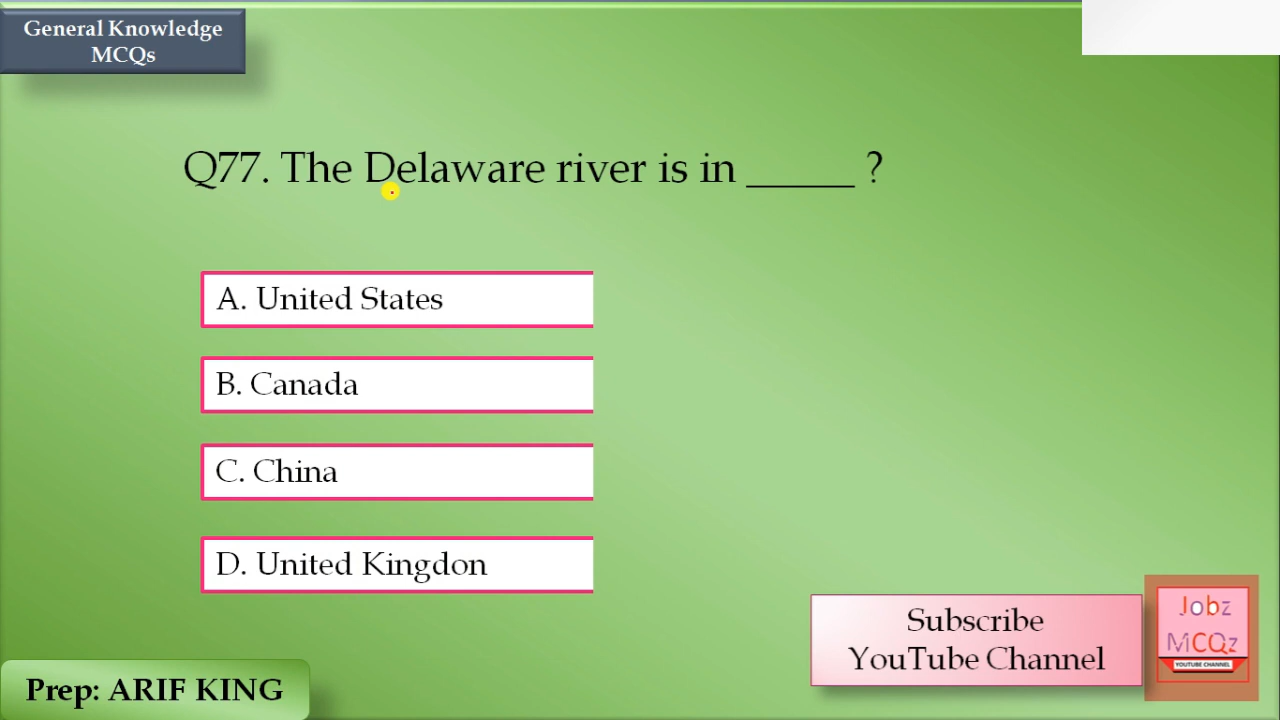 General Knowledge
MCQs
Q77. The Delaware river is in _____ ?
A. United States
B. Canada
C. China
D. United Kingdon
Subscribe
YouTube Channel
Jobz
MCQz
YOUTUBE CHANNEL
Prep: ARIF KING